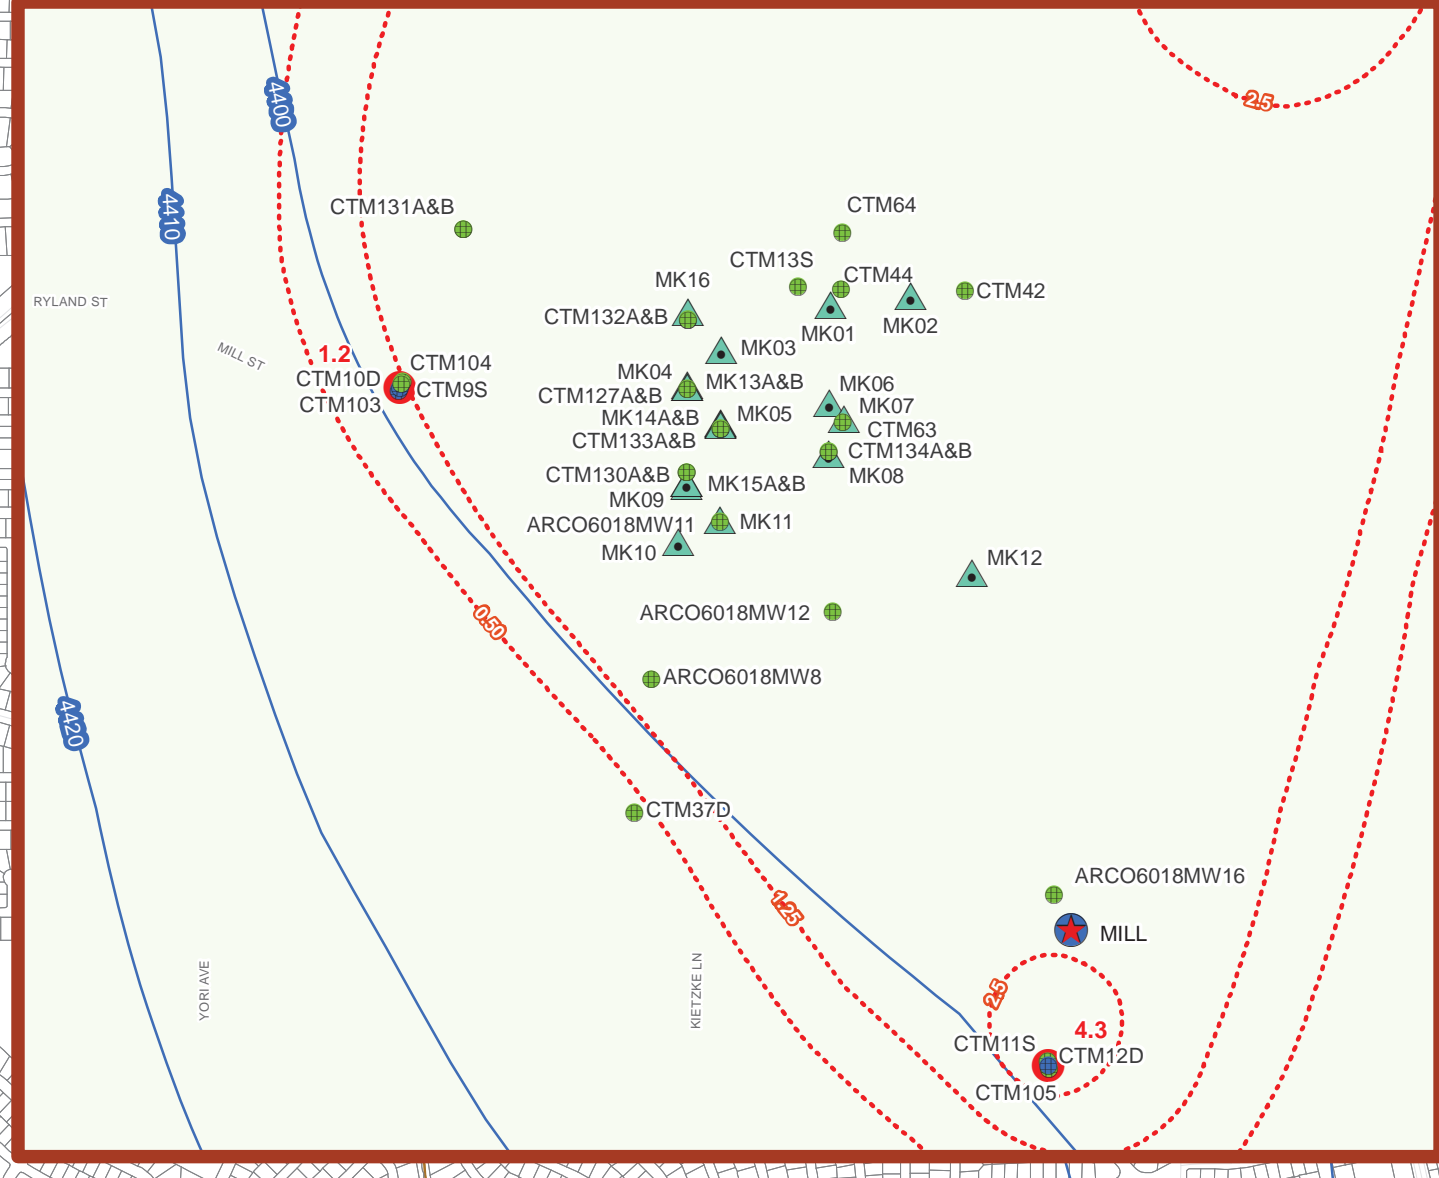 2.5
4400
4410
CTM131A&B
CTM64
CTM13S
CTM44
MK16
CTM42
RYLAND ST
CTM132A&B
MK01
MK02
MILL ST
1.2
MK03
CTM104
CTM10D
MK04
MK13A&B
MK06
CTM9S
CTM127A&B
CTM103
MK14A&B
MK05
MK07
CTM63
CTM133A&B
CTM134A&B
CTM130A&B
MK15A&B
MK08
MK09
ARCO6018MW11
MK11
MK10
MK12
ARCO6018MW12
0.50
ARCO6018MW8
4420
CTM37D
ARCO6018MW16
1.25
MILL
YORI AVE
KIETZKE LN
2.5
4.3
CTM11S
CTM12D
CTM105